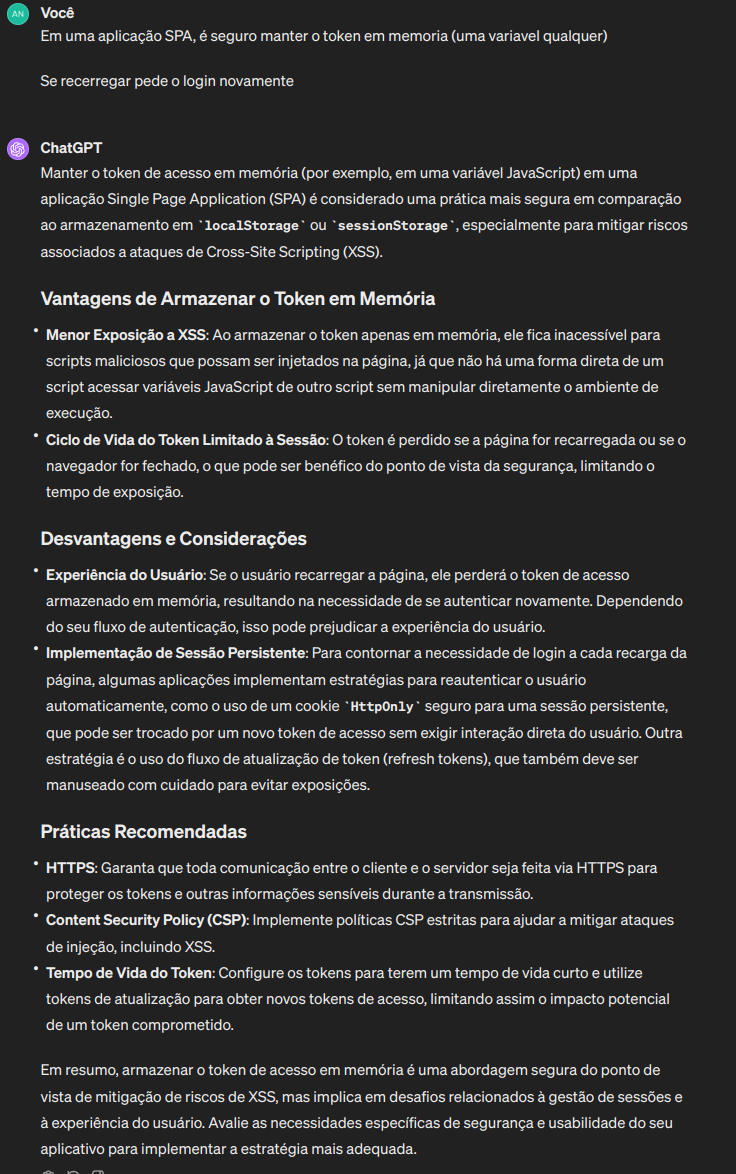 AN
Você
Em uma aplicação SPA, é seguro manter o token em memoria (uma variavel qualquer)
Se recerregar pede o login novamente
ChatGPT
Manter o token de acesso em memória (por exemplo, em uma variável JavaScript) em uma
aplicação Single Page Application (SPA) é considerado uma prática mais segura em comparação
ao armazenamento em `localStorage` ou `sessionStorage`, especialmente para mitigar riscos
associados a ataques de Cross-Site Scripting (XSS).
Vantagens de Armazenar o Token em Memória
• Menor Exposição a XSS: Ao armazenar o token apenas em memória, ele fica inacessível para
scripts maliciosos que possam ser injetados na página, já que não há uma forma direta de um
script acessar variáveis JavaScript de outro script sem manipular diretamente o ambiente de
execução.
• Ciclo de Vida do Token Limitado à Sessão: O token é perdido se a página for recarregada ou se o
navegador for fechado, o que pode ser benéfico do ponto de vista da segurança, limitando o
tempo de exposição.
Desvantagens e Considerações
• Experiência do Usuário: Se o usuário recarregar a página, ele perderá o token de acesso
armazenado em memória, resultando na necessidade de se autenticar novamente. Dependendo
do seu fluxo de autenticação, isso pode prejudicar a experiência do usuário.
• Implementação de Sessão Persistente: Para contornar a necessidade de login a cada recarga da
página, algumas aplicações implementam estratégias para reautenticar o usuário
automaticamente, como o uso de um cookie `HttpOnly` seguro para uma sessão persistente,
que pode ser trocado por um novo token de acesso sem exigir interação direta do usuário. Outra
estratégia é o uso do fluxo de atualização de token (refresh tokens), que também deve ser
manuseado com cuidado para evitar exposições.
Práticas Recomendadas
• HTTPS: Garanta que toda comunicação entre o cliente e o servidor seja feita via HTTPS para
proteger os tokens e outras informações sensíveis durante a transmissão.
• Content Security Policy (CSP): Implemente políticas CSP estritas para ajudar a mitigar ataques
de injeção, incluindo XSS.
• Tempo de Vida do Token: Configure os tokens para terem um tempo de vida curto e utilize
tokens de atualização para obter novos tokens de acesso, limitando assim o impacto potencial
de um token comprometido.
Em resumo, armazenar o token de acesso em memória é uma abordagem segura do ponto de
vista de mitigação de riscos de XSS, mas implica em desafios relacionados à gestão de sessões e
à experiência do usuário. Avalie as necessidades específicas de segurança e usabilidade do seu
aplicativo para implementar a estratégia mais adequada.